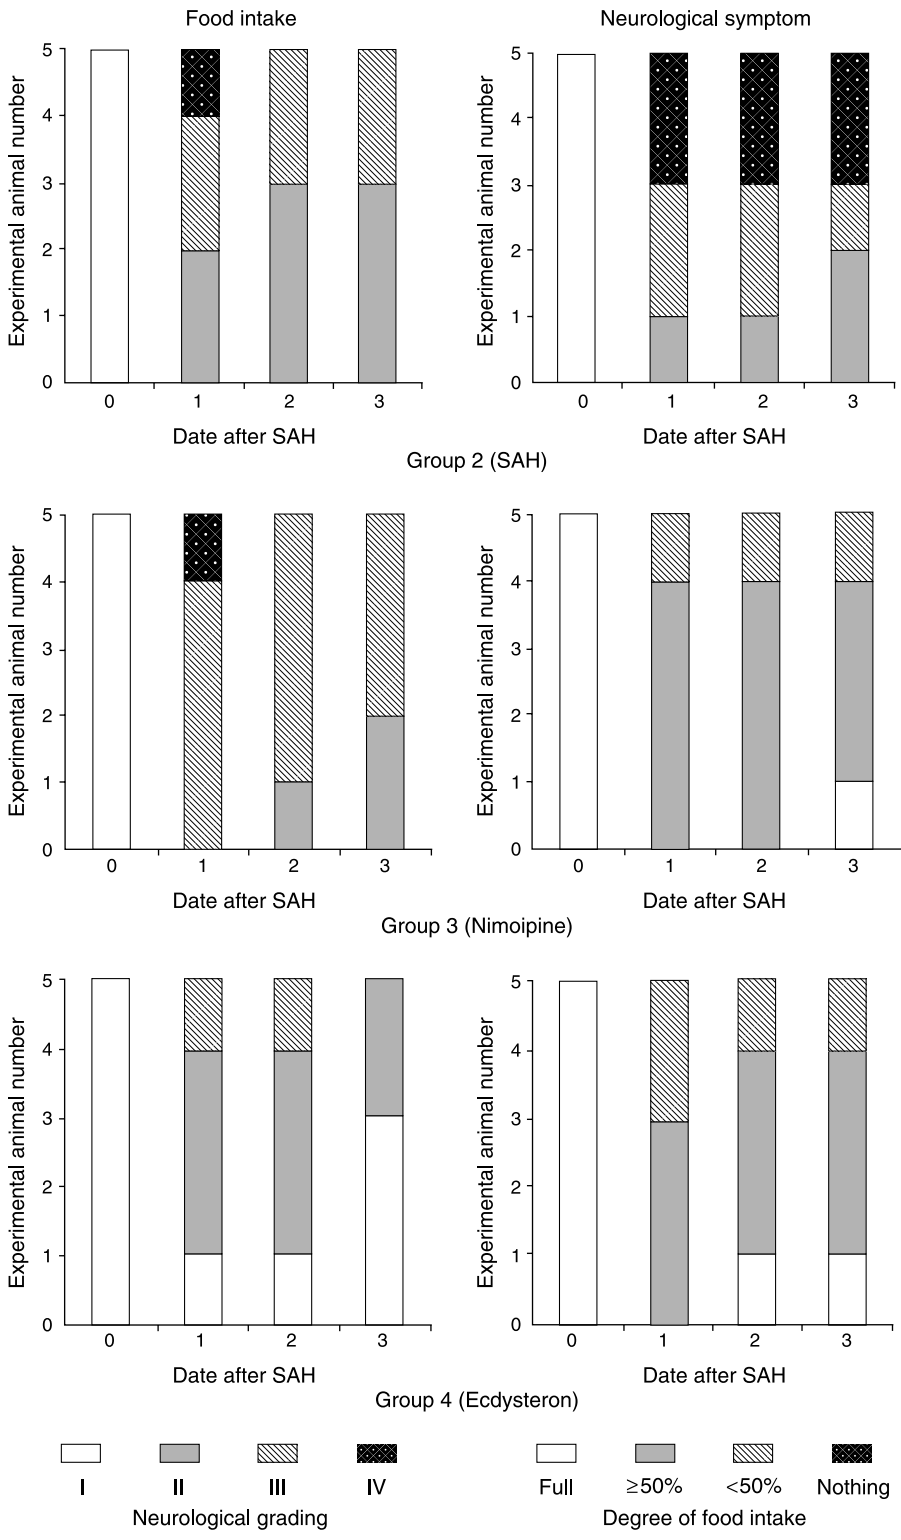 Food intake
Neurological symptom
Experimental animal number
5
4
3
2
1
0
0 1 2 3
Date after SAH
Experimental animal number
5
4
3
2
1
0
0 1 2 3
Date after SAH
Group 2 (SAH)
Experimental animal number
5
4
3
2
1
0
0 1 2 3
Date after SAH
Experimental animal number
5
4
3
2
1
0
0 1 2 3
Date after SAH
Group 3 (Nimoipine)
Experimental animal number
5
4
3
2
1
0
0 1 2 3
Date after SAH
Experimental animal number
5
4
3
2
1
0
0 1 2 3
Date after SAH
Group 4 (Ecdysteron)
I II III IV
Neurological grading
Full ≥50% <50% Nothing
Degree of food intake